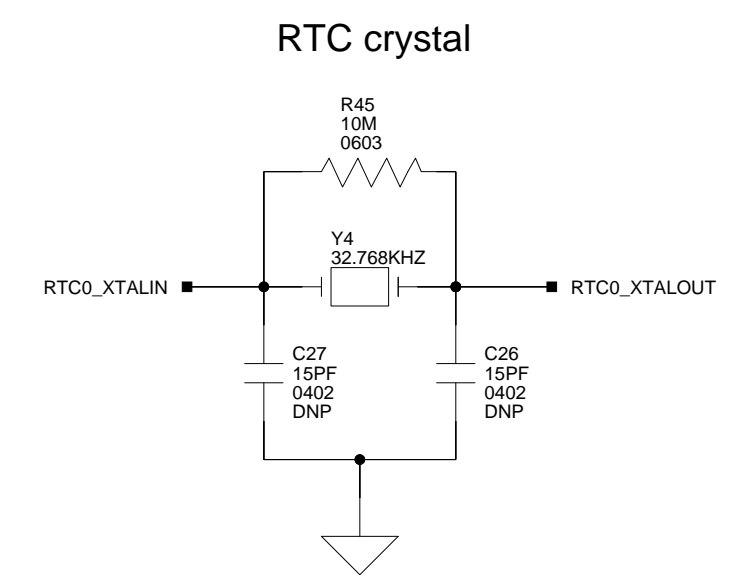 RTC crystal
R45
10M
0603
Y4
32.768KHZ
RTC0_XTALIN
RTC0_XTALOUT
C27
15PF
0402
DNP
C26
15PF
0402
DNP